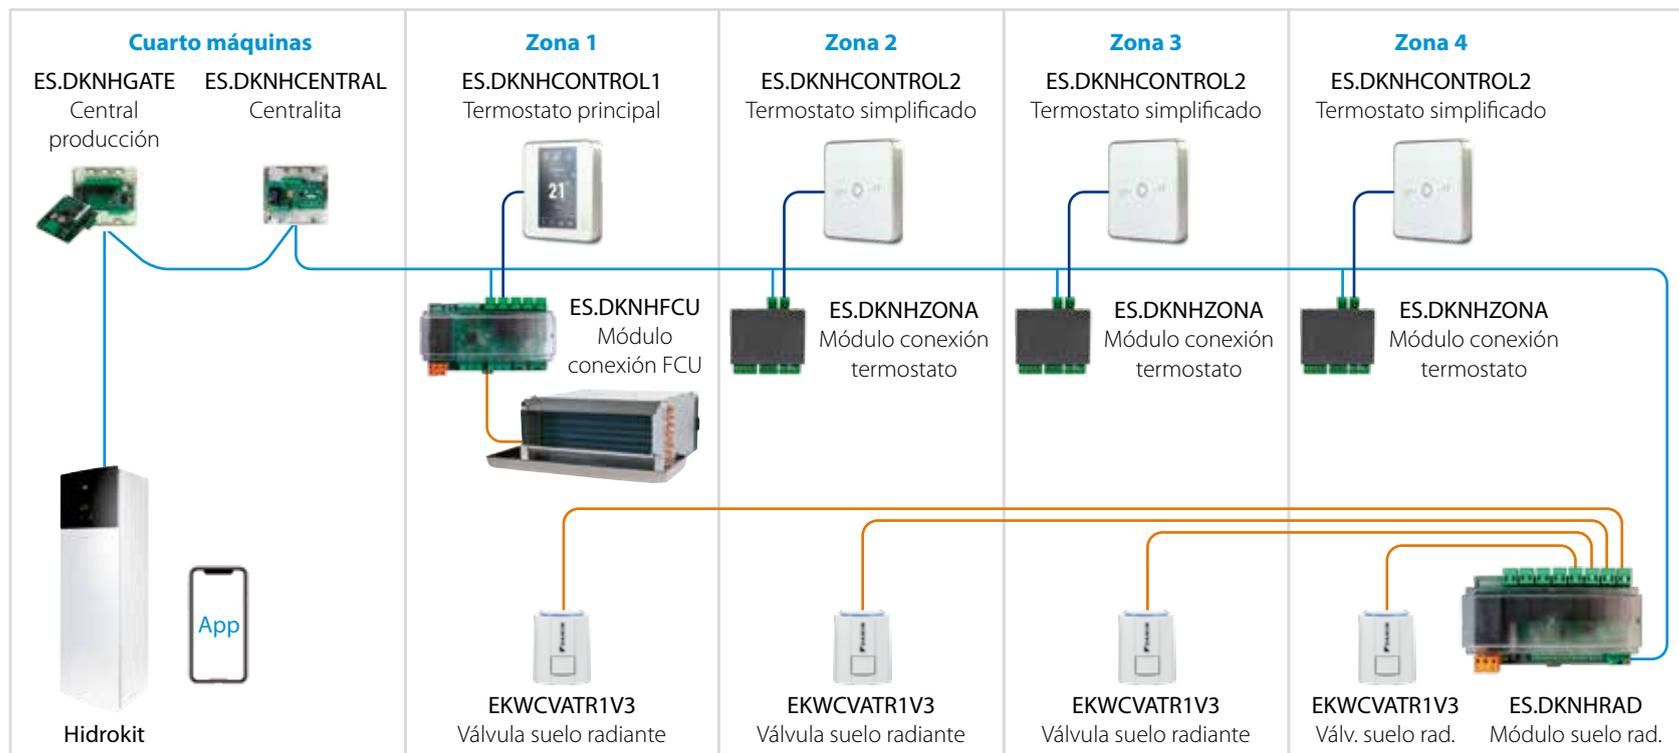 Cuarto máquinas
ES.DKNHGATE
Central
producción
ES.DKNHCENTRAL
Centralita
Hidrokit
App
Zona 1
ES.DKNHCONTROL1
Termostato principal
21
ES.DKNHFCU
Módulo
conexión FCU
EKWCVATR1V3
Válvula suelo radiante
Zona 2
ES.DKNHCONTROL2
Termostato simplificado
ES.DKNHZONA
Módulo conexión
termostato
DAIKIN
EKWCVATR1V3
Válvula suelo radiante
Zona 3
ES.DKNHCONTROL2
Termostato simplificado
ES.DKNHZONA
Módulo conexión
termostato
DAIKIN
EKWCVATR1V3
Válvula suelo radiante
Zona 4
ES.DKNHCONTROL2
Termostato simplificado
ES.DKNHZONA
Módulo conexión
termostato
EKWCVATR1V3
Válv. suelo rad.
ES.DKNHRAD
Módulo suelo rad.